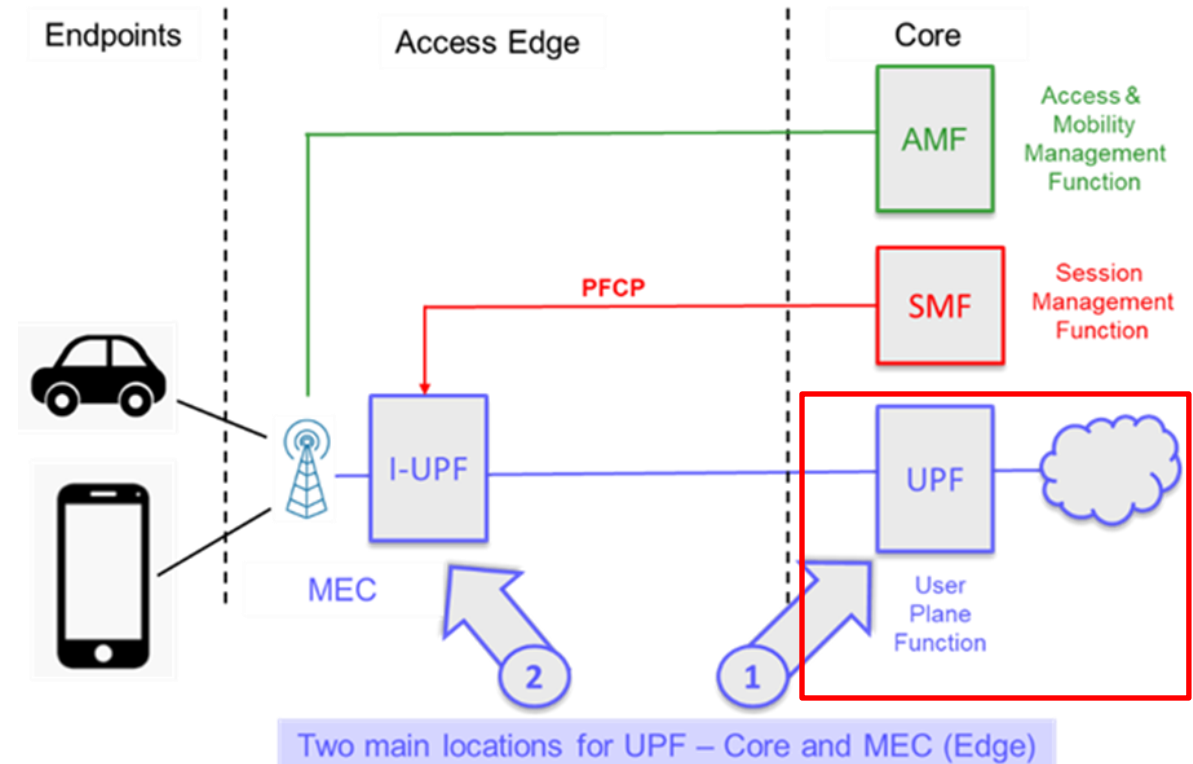 Endpoints
Access Edge
Core
AMF
Access &
Mobility
Management
Function
PFCP
SMF
Session
Management
Function
I-UPF
UPF
MEC
User
Plane
Function
2
1
Two main locations for UPF – Core and MEC (Edge)